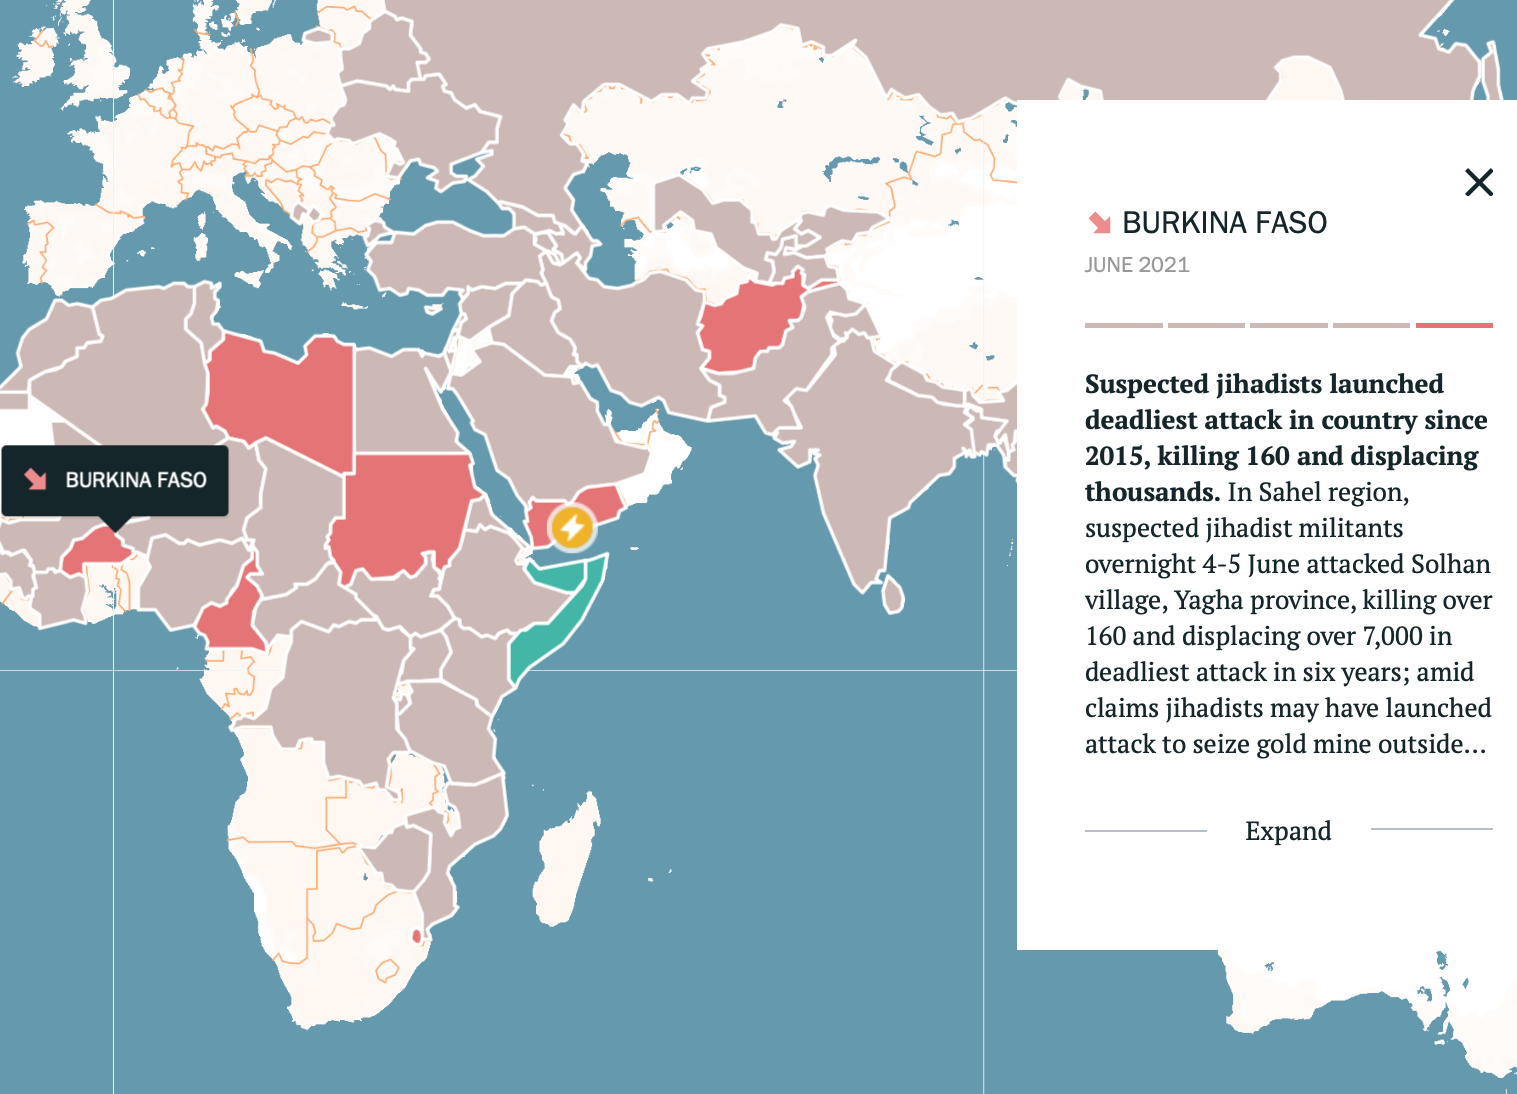 BURKINA FASO
BURKINA FASO
JUNE 2021
Suspected jihadists launched
deadliest attack in country since
2015, killing 160 and displacing
thousands. In Sahel region,
suspected jihadist militants
overnight 4-5 June attacked Solhan
village, Yagha province, killing over
160 and displacing over 7,000 in
deadliest attack in six years; amid
claims jihadists may have launched
attack to seize gold mine outside...
Expand